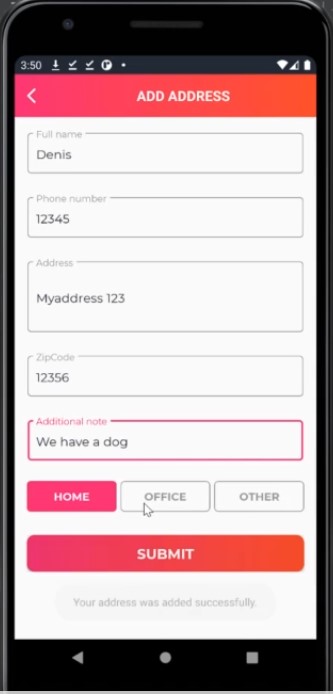 3:50
ADD ADDRESS
Full name
Denis
Phone number
12345
Address
Myaddress 123
ZipCode
12356
Additional note
We have a dog
HOME OFFICE OTHER
SUBMIT
Your address was added successfully.